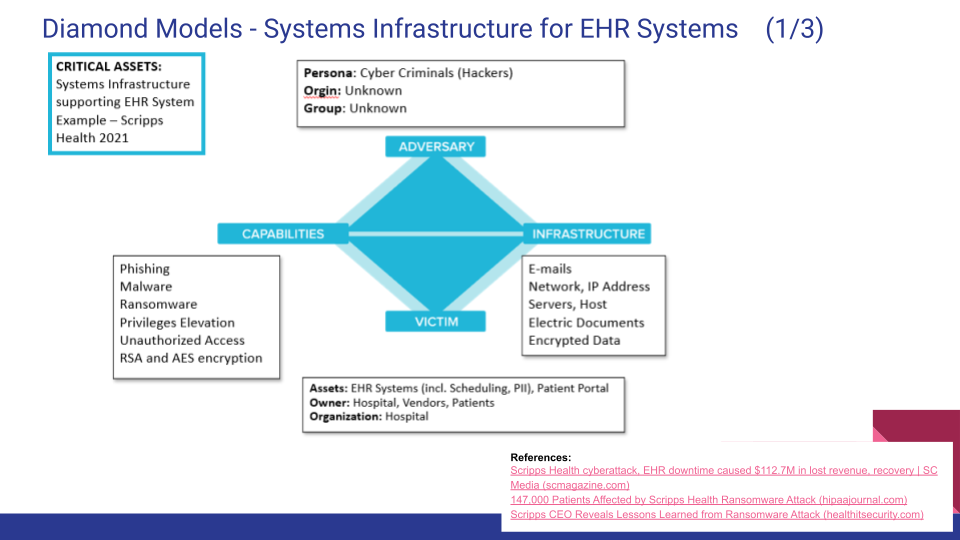 Diamond Models - Systems Infrastructure for EHR Systems (1/3)
CRITICAL ASSETS:
Systems Infrastructure
supporting EHR System
Example – Scripps
Health 2021
Persona: Cyber Criminals (Hackers)
Orgin: Unknown
Group: Unknown
ADVERSARY
CAPABILITIES
INFRASTRUCTURE
Phishing
Malware
Ransomware
Privileges Elevation
Unauthorized Access
RSA and AES encryption
E-mails
Network, IP Address
Servers, Host
Electric Documents
Encrypted Data
VICTIM
Assets: EHR Systems (incl. Scheduling, PII), Patient Portal
Owner: Hospital, Vendors, Patients
Organization: Hospital
References:
Scripps Health cyberattack, EHR downtime caused $112.7M in lost revenue, recovery | SC
Media (scmagazine.com)
147,000 Patients Affected by Scripps Health Ransomware Attack (hipaajournal.com)
Scripps CEO Reveals Lessons Learned from Ransomware Attack (healthitsecurity.com)